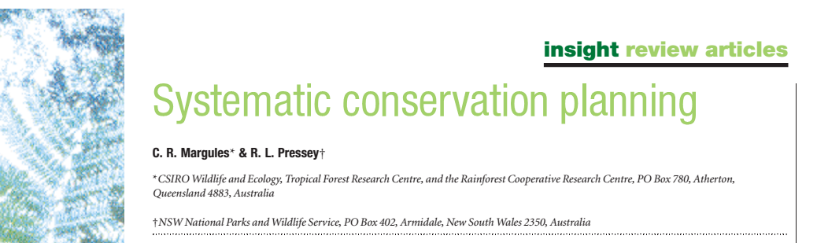 insight review articles
Systematic conservation planning
C. R. Margules* & R. L. Pressey†
*CSIRO Wildlife and Ecology, Tropical Forest Research Centre, and the Rainforest Cooperative Research Centre, PO Box 780, Atherton,
Queensland 4883, Australia
†NSW National Parks and Wildlife Service, PO Box 402, Armidale, New South Wales 2350, Australia